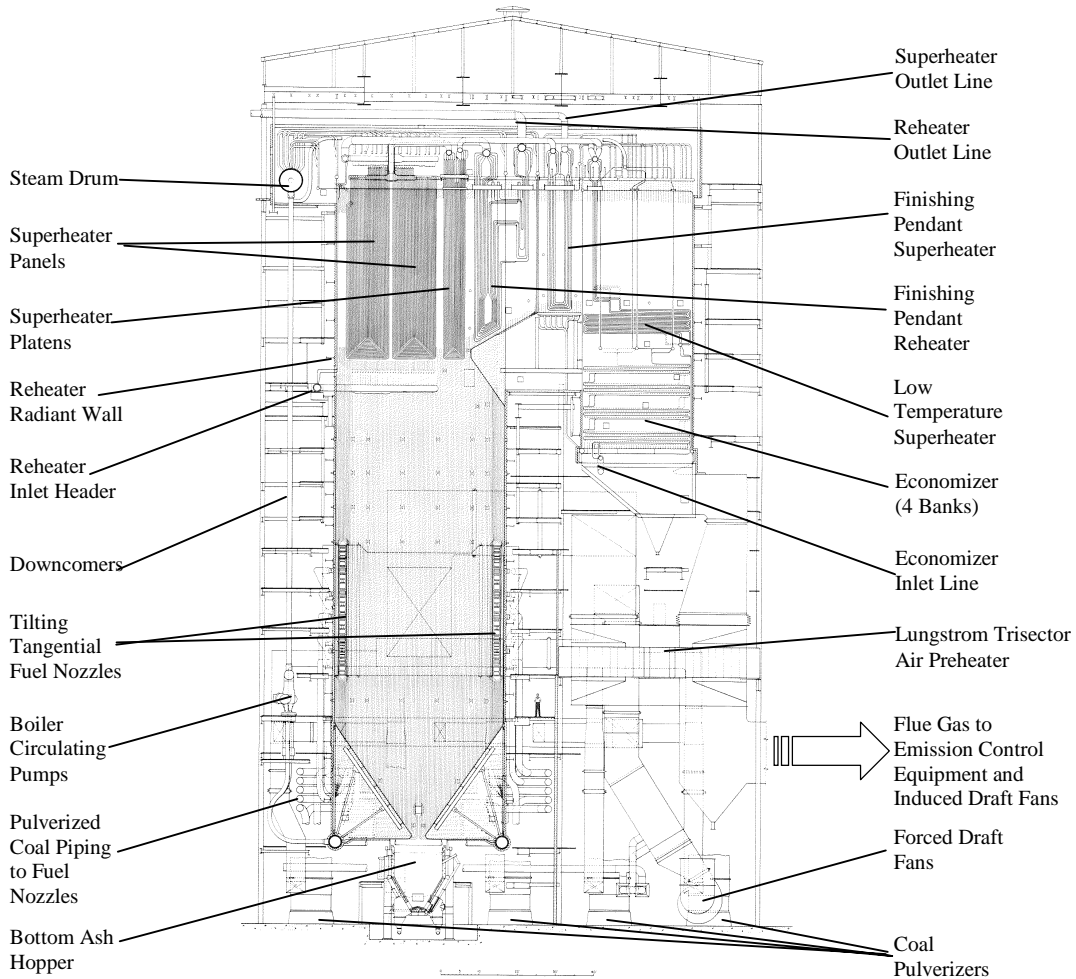 Steam Drum
Superheater
Panels
Superheater
Platens
Reheater
Radiant Wall
Reheater
Inlet Header
Downcomers
Tilting
Tangential
Fuel Nozzles
Boiler
Circulating
Pumps
Pulverized
Coal Piping
to Fuel
Nozzles
Bottom Ash
Hopper
Superheater
Outlet Line
Reheater
Outlet Line
Finishing
Pendant
Superheater
Finishing
Pendant
Reheater
Low
Temperature
Superheater
Economizer
(4 Banks)
Economizer
Inlet Line
Lungstrom Trisector
Air Preheater
Flue Gas to
Emission Control
Equipment and
Induced Draft Fans
Forced Draft
Fans
Coal
Pulverizers